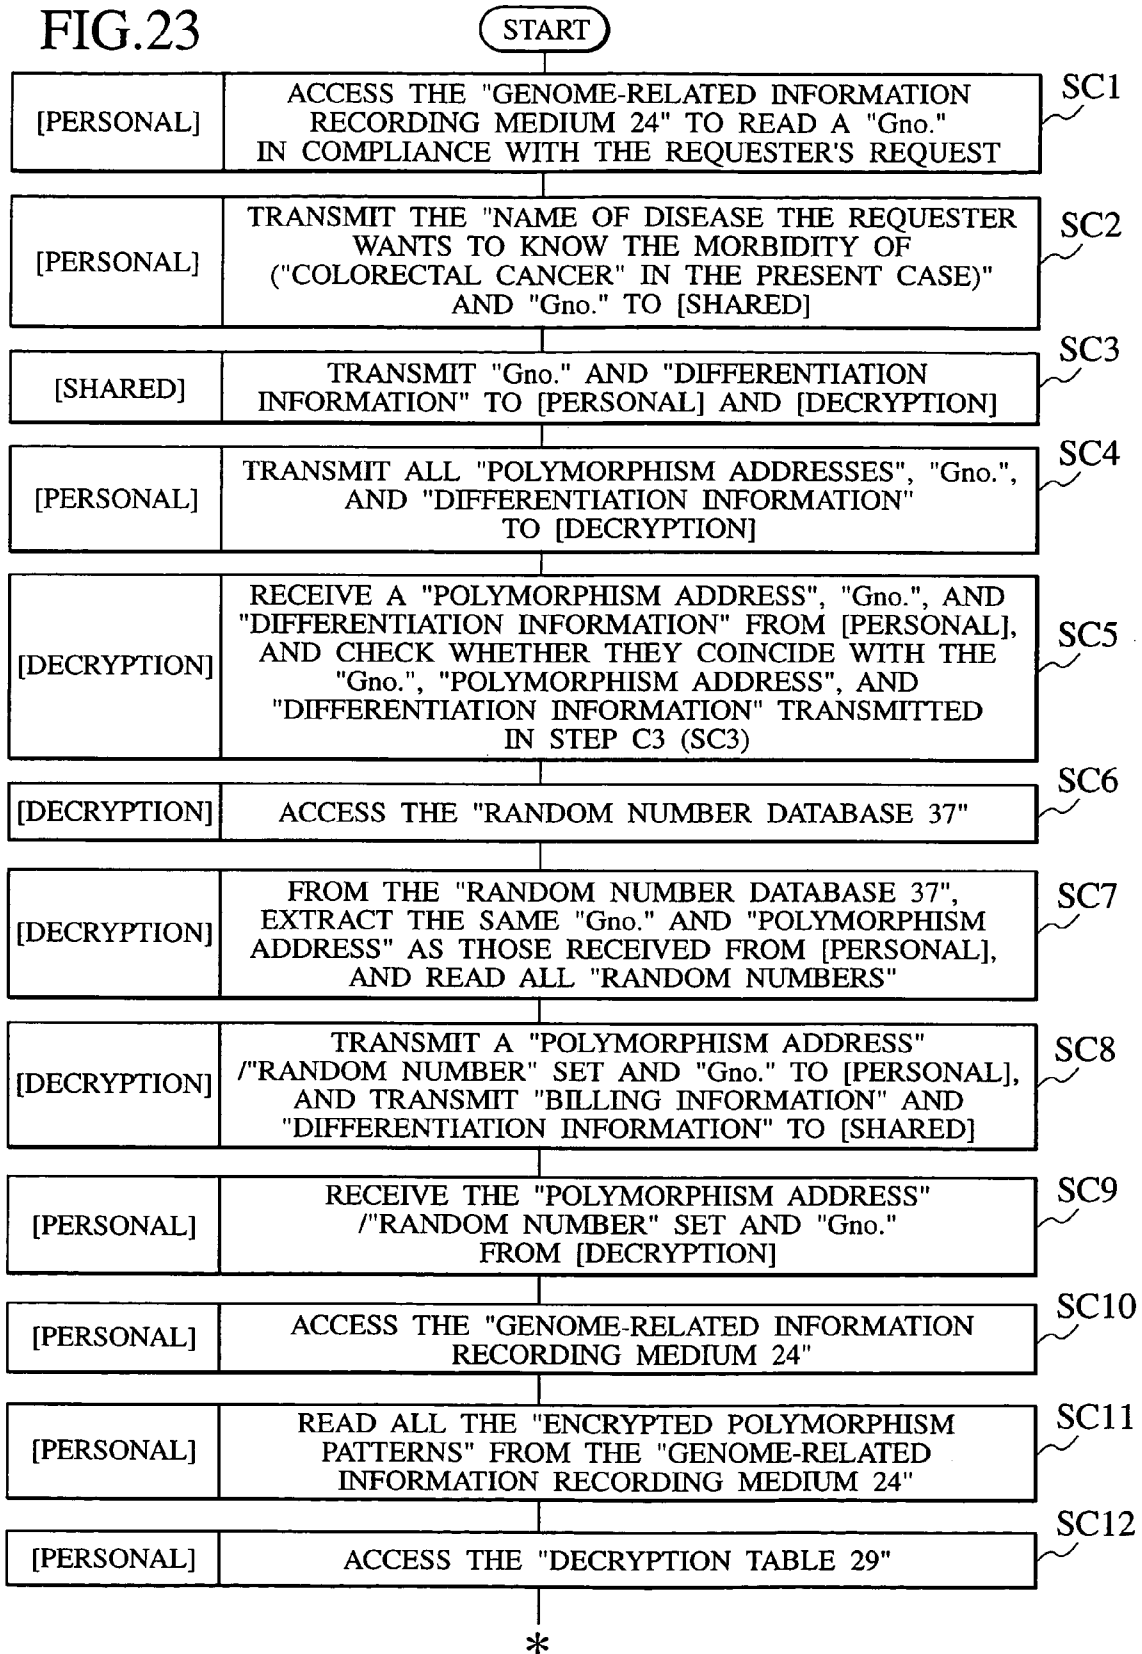 FIG.23
START
SC1
[PERSONAL]
ACCESS THE "GENOME-RELATED INFORMATION
RECORDING MEDIUM 24" TO READ A "Gno."
IN COMPLIANCE WITH THE REQUESTER'S REQUEST
SC2
[PERSONAL]
TRANSMIT THE "NAME OF DISEASE THE REQUESTER
WANTS TO KNOW THE MORBIDITY OF
("COLORECTAL CANCER" IN THE PRESENT CASE)"
AND "Gno." TO [SHARED]
SC3
[SHARED]
TRANSMIT "Gno." AND "DIFFERENTIATION
INFORMATION" TO [PERSONAL] AND [DECRYPTION]
SC4
[PERSONAL]
TRANSMIT ALL "POLYMORPHISM ADDRESSES", "Gno.",
AND "DIFFERENTIATION INFORMATION"
TO [DECRYPTION]
SC5
[DECRYPTION]
RECEIVE A "POLYMORPHISM ADDRESS", "Gno.", AND
"DIFFERENTIATION INFORMATION" FROM [PERSONAL],
AND CHECK WHETHER THEY COINCIDE WITH THE
"Gno.", "POLYMORPHISM ADDRESS", AND
"DIFFERENTIATION INFORMATION" TRANSMITTED
IN STEP C3 (SC3)
SC6
[DECRYPTION]
ACCESS THE "RANDOM NUMBER DATABASE 37"
SC7
[DECRYPTION]
FROM THE "RANDOM NUMBER DATABASE 37",
EXTRACT THE SAME "Gno." AND "POLYMORPHISM
ADDRESS" AS THOSE RECEIVED FROM [PERSONAL],
AND READ ALL "RANDOM NUMBERS"
SC8
[DECRYPTION]
TRANSMIT A "POLYMORPHISM ADDRESS"
/"RANDOM NUMBER" SET AND "Gno." TO [PERSONAL],
AND TRANSMIT "BILLING INFORMATION" AND
"DIFFERENTIATION INFORMATION" TO [SHARED]
SC9
[PERSONAL]
RECEIVE THE "POLYMORPHISM ADDRESS"
/"RANDOM NUMBER" SET AND "Gno."
FROM [DECRYPTION]
SC10
[PERSONAL]
ACCESS THE "GENOME-RELATED INFORMATION
RECORDING MEDIUM 24"
SC11
[PERSONAL]
READ ALL THE "ENCRYPTED POLYMORPHISM
PATTERNS" FROM THE "GENOME-RELATED
INFORMATION RECORDING MEDIUM 24"
SC12
[PERSONAL]
ACCESS THE "DECRYPTION TABLE 29"
*